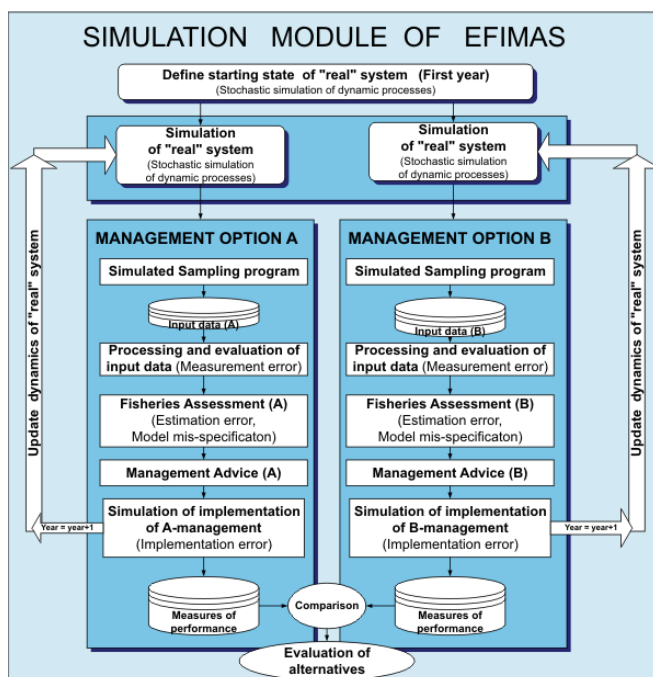 SIMULATION MODULE OF EFIMAS
Define starting state of "real" system (First year)
(Stochastic simulation of dynamic processes)
Simulation
of "real" system
(Stochastic simulation
of dynamic processes)
Simulation
of "real" system
(Stochastic simulation
of dynamic processes)
Update dynamics of "real" system
MANAGEMENT OPTION A
Simulated Sampling program
Input data (A)
Processing and evaluation of
input data (Measurement error)
Fisheries Assessment (A)
(Estimation error,
Model mis-specificaton)
Management Advice (A)
Simulation of implementation
of A-management
(Implementation error)
Year = year+1
Measures of
performance
MANAGEMENT OPTION B
Simulated Sampling program
Input data (B)
Processing and evaluation of
input data (Measurement error)
Fisheries Assessment (B)
(Estimation error,
Model mis-specificaton)
Management Advice (B)
Simulation of implementation
of B-management
(Implementation error)
Year = year+1
Measures of
performance
Update dynamics of "real" system
Comparison
Evaluation of
alternatives